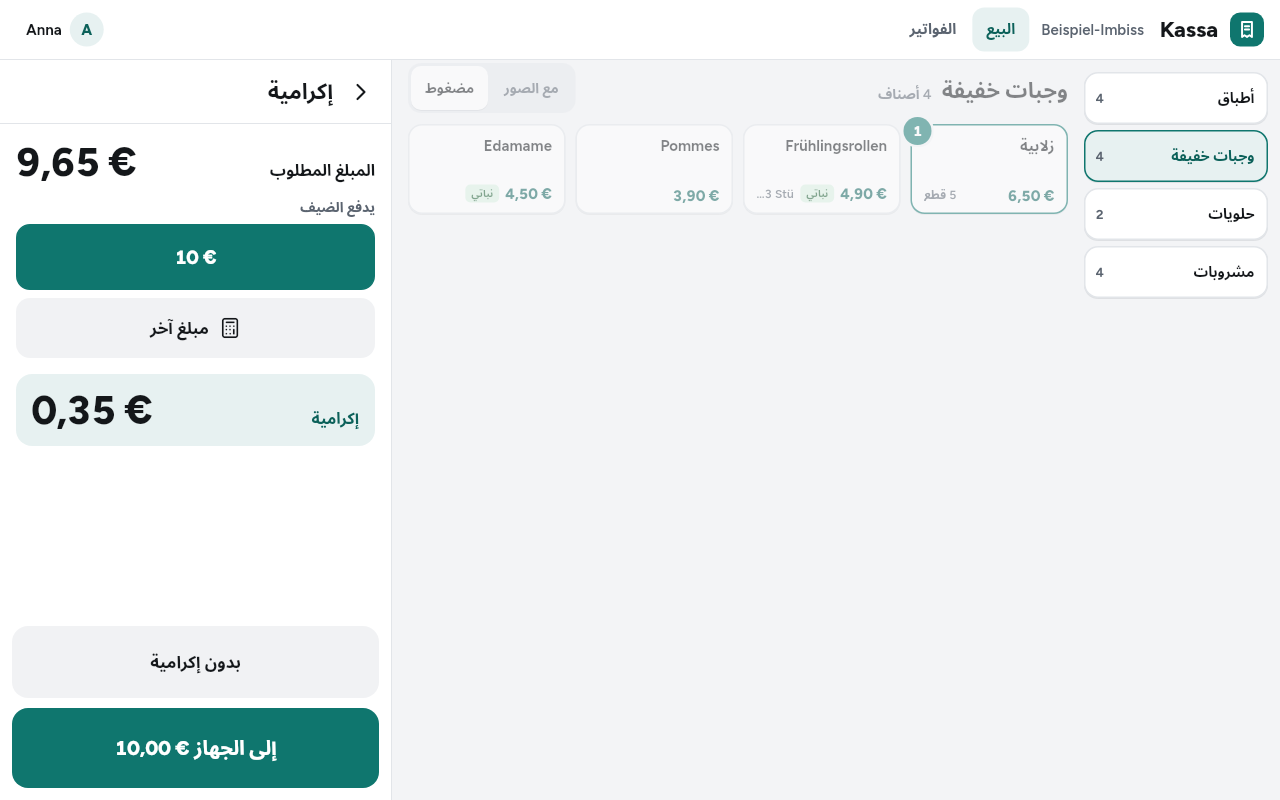 Kassa
Beispiel-Imbiss
البيع
الفواتير
A
Anna
أطباق
4
وجبات خفيفة
4
حلويات
2
مشروبات
4
وجبات خفيفة
4 أصناف
مع الصور
مضغوط
1
زلابية
6,50 €
5 قطع
Frühlingsrollen
4,90 €
نباتي
3 Stü...
Pommes
3,90 €
Edamame
4,50 €
نباتي
إكرامية
المبلغ المطلوب
9,65 €
يدفع الضيف
10 €
مبلغ آخر
إكرامية
0,35 €
بدون إكرامية
إلى الجهاز 10,00 €